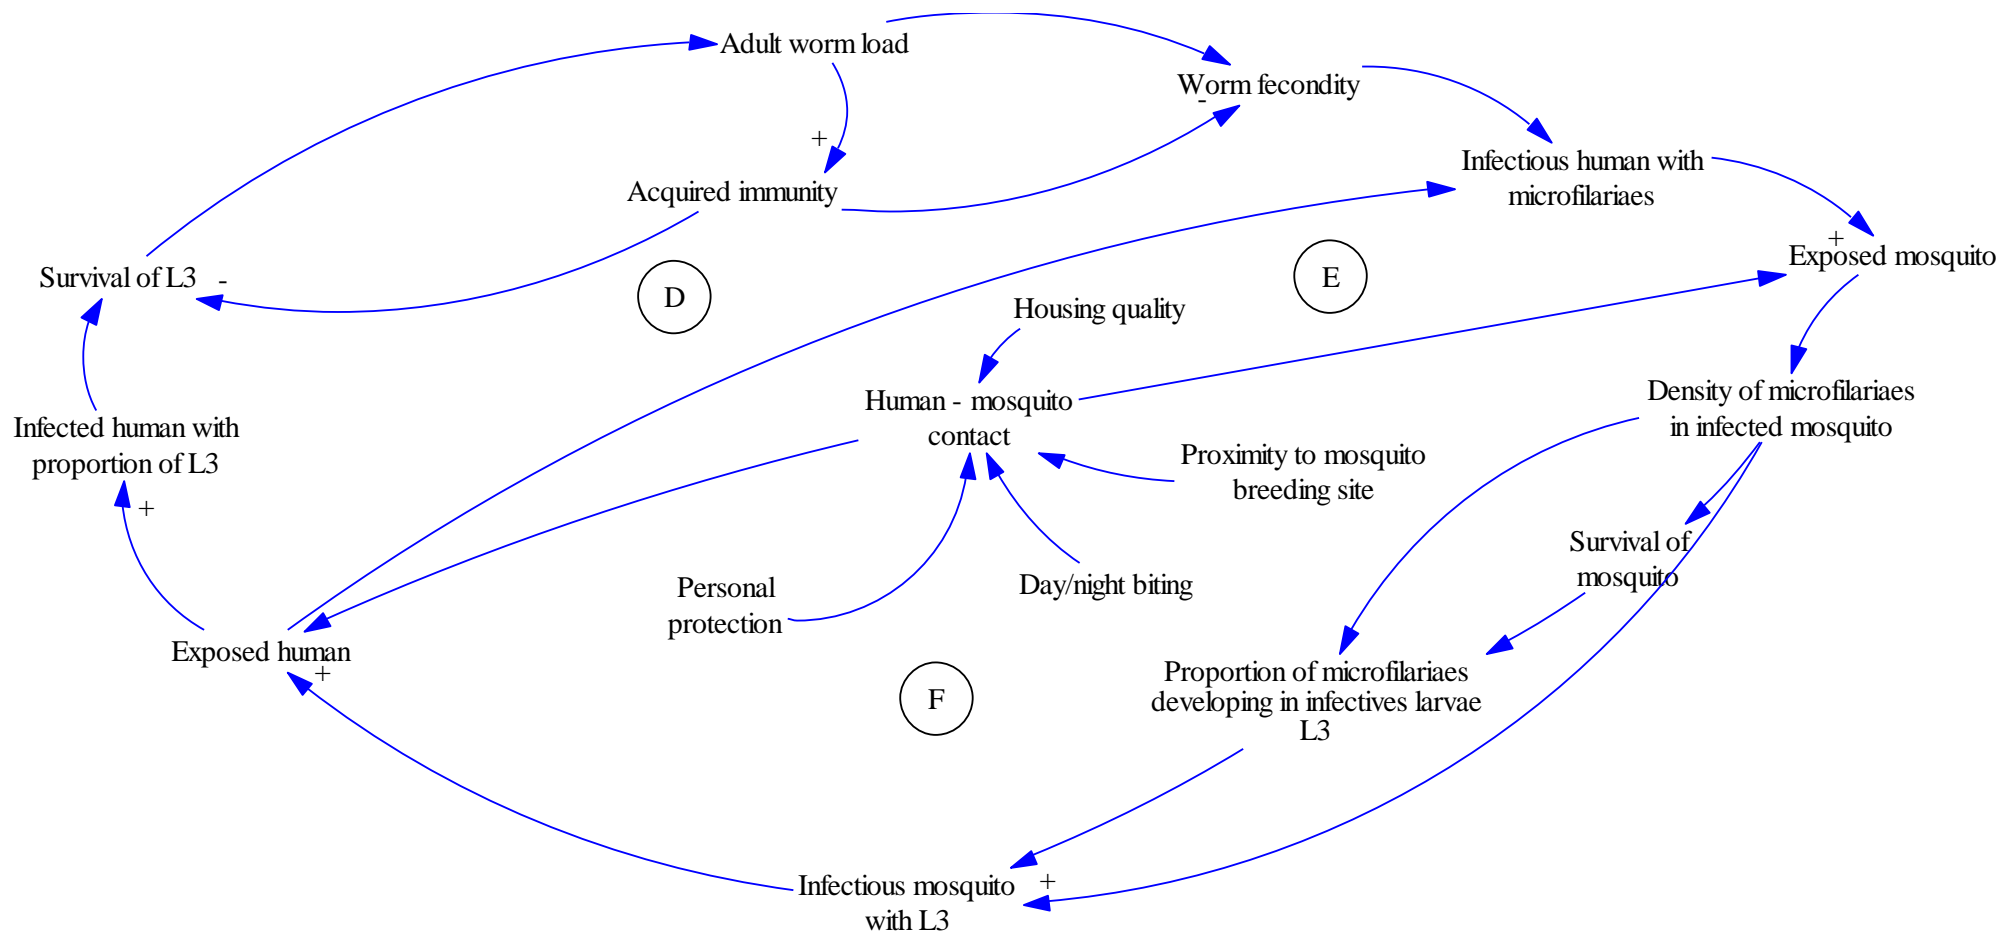 Adult worm load
Worm fecondity
-
+
Infectious human with
microfilariaes
Acquired immunity
+
Exposed mosquito
Survival of L3 -
D
E
Housing quality
Density of microfilariaes
in infected mosquito
Human - mosquito
contact
Infected human with
proportion of L3
Proximity to mosquito
breeding site
+
Survival of
mosquito
Personal
protection
Day/night biting
Exposed human
+
Proportion of microfilariaes
developing in infectives larvae
L3
F
Infectious mosquito
with L3
+